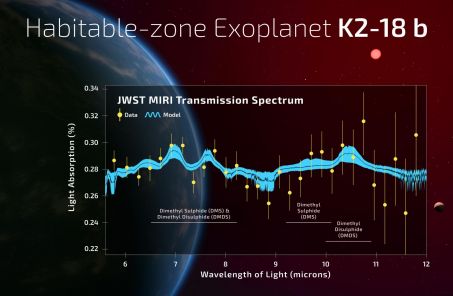 Habitable-zone Exoplanet K2-18 b
JWST MIRI Transmission Spectrum
Data Model
Light Absorption (%)
0.34
0.32
0.30
0.28
0.26
0.24
0.22
Dimethyl Sulphide (DMS) &
Dimethyl Disulphide (DMDS)
Dimethyl
Sulphide
(DMS)
Dimethyl
Disulphide
(DMDS)
6 7 8 9 10 11 12
Wavelength of Light (microns)